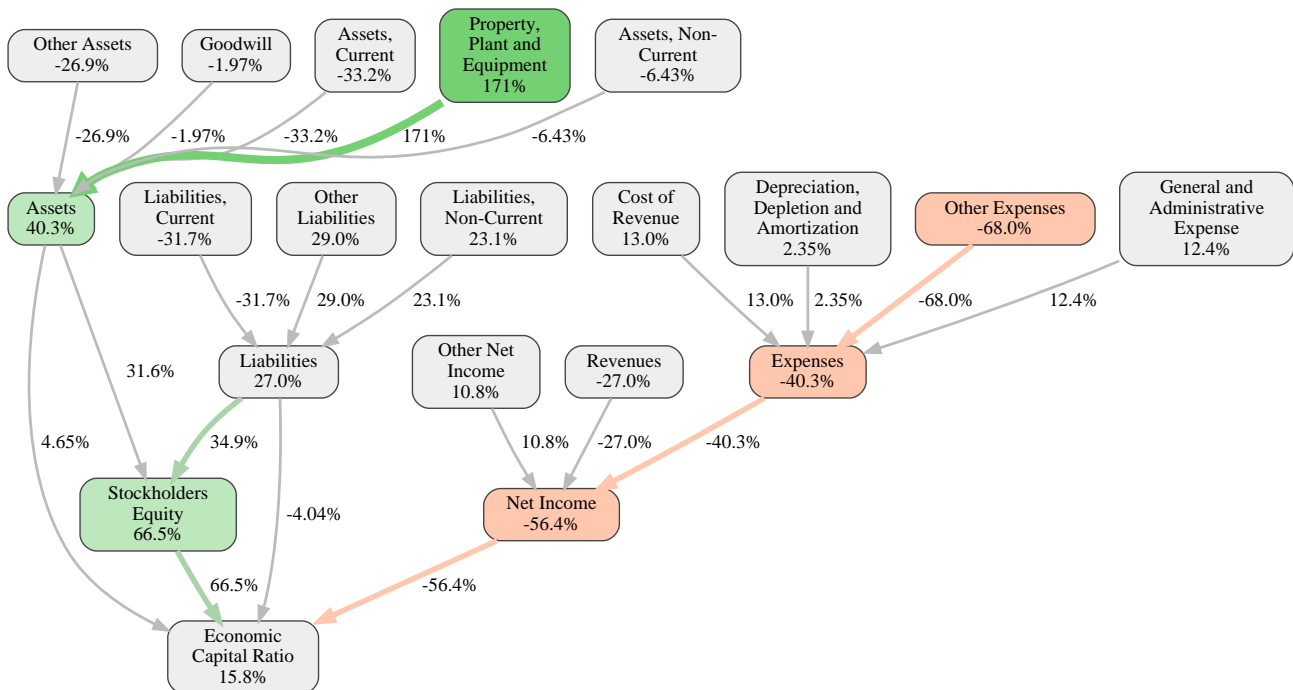 Other Assets
-26.9%
Goodwill
-1.97%
Assets,
Current
-33.2%
Property,
Plant and
Equipment
171%
Assets, Non-
Current
-6.43%
-26.9%
-1.97%
-33.2%
171%
-6.43%
Assets
40.3%
Liabilities,
Current
-31.7%
Other
Liabilities
29.0%
Liabilities,
Non-Current
23.1%
Cost of
Revenue
13.0%
Depreciation,
Depletion and
Amortization
2.35%
Other Expenses
-68.0%
General and
Administrative
Expense
12.4%
-31.7%
29.0%
23.1%
13.0%
2.35%
-68.0%
12.4%
31.6%
Liabilities
27.0%
Other Net
Income
10.8%
Revenues
-27.0%
Expenses
-40.3%
4.65%
34.9%
10.8%
-27.0%
-40.3%
Stockholders
Equity
66.5%
-4.04%
Net Income
-56.4%
66.5%
-56.4%
Economic
Capital Ratio
15.8%